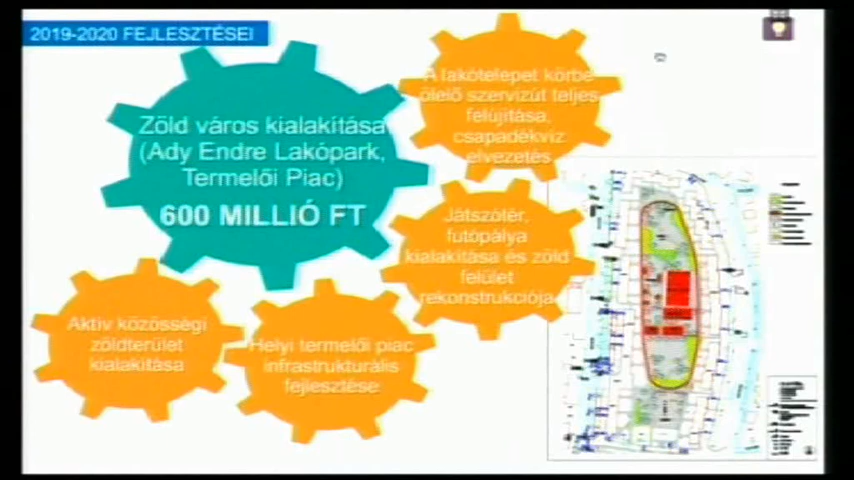 2019-2020 FEJLESZTÉSEI
Zöld város kialakítása
(Ady Endre Lakópark,
Termelői Piac)
600 MILLIÓ FT
A lakótelepet körbe
ölelő szervizút teljes
felújítása,
csapadékvíz
elvezetés
Játszótér,
futópálya
kialakítása és zöld
felület
rekonstrukciója
Aktív közösségi
zöldterület
kialakítása
Helyi termelői piac
infrastrukturális
fejlesztése